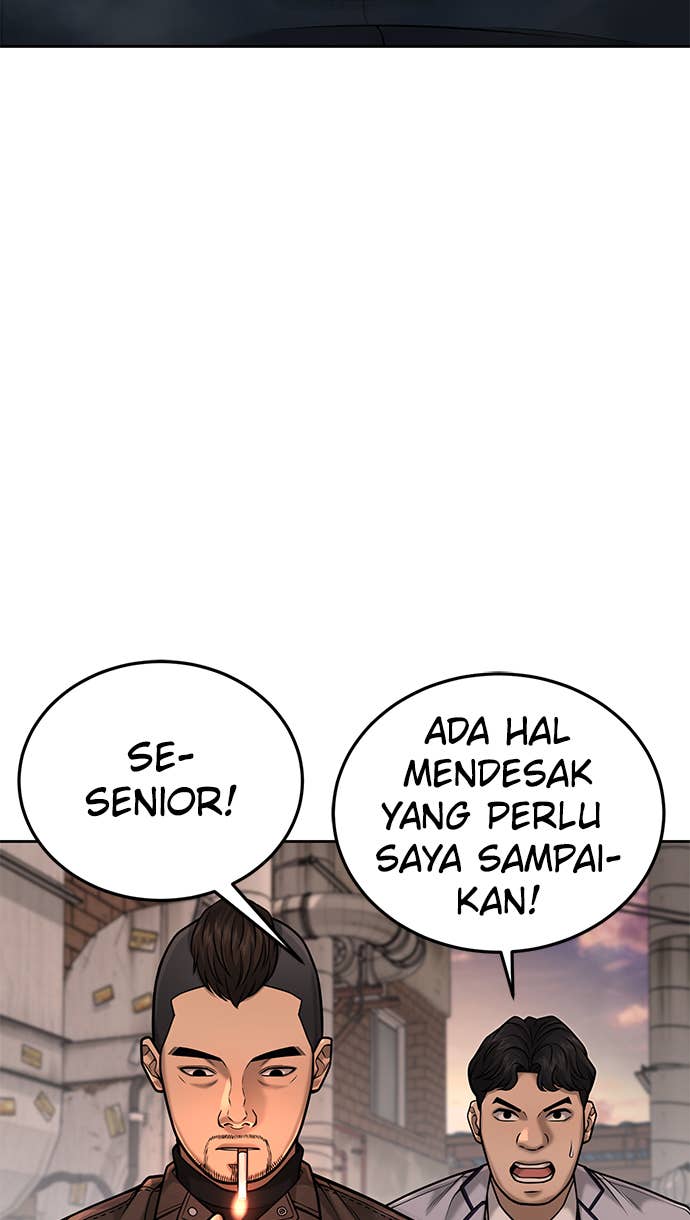 SE-
SENIOR!
ADA HAL
MENDESAK
YANG PERLU
SAYA SAMPAI-
KAN!